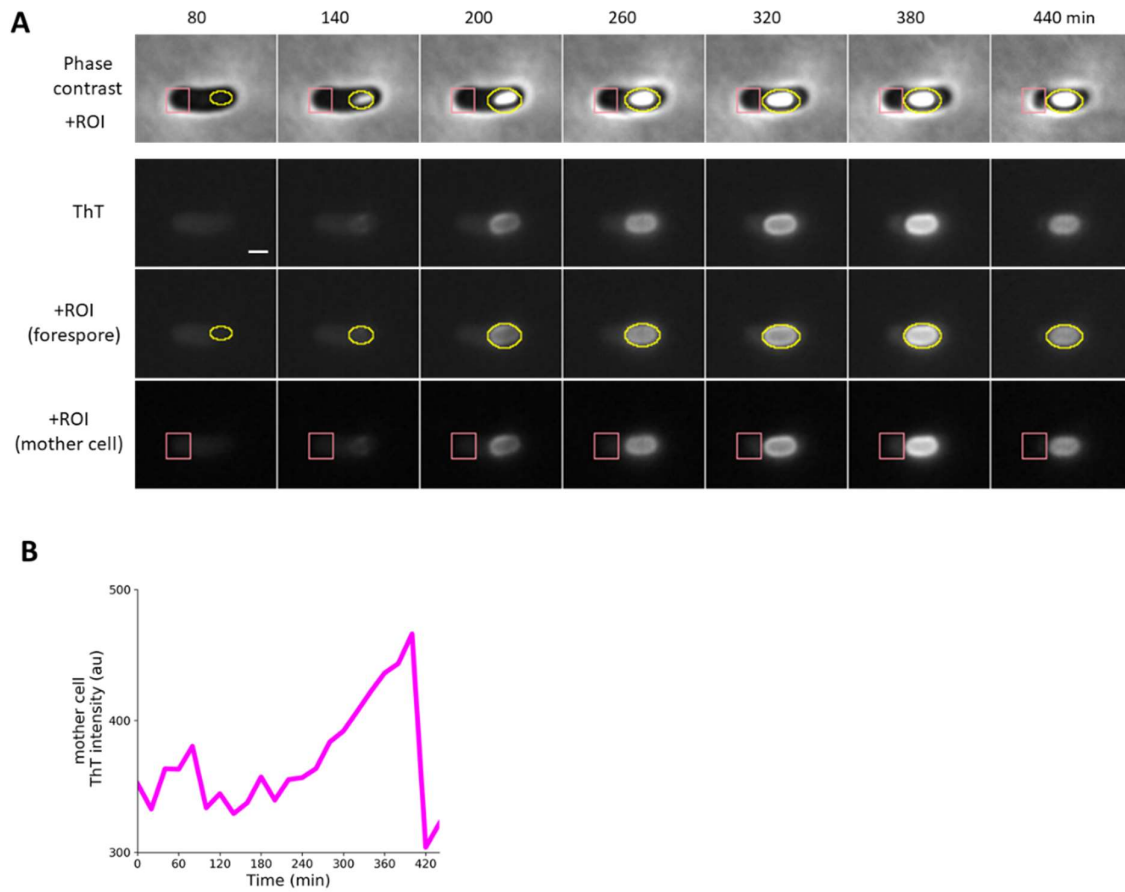 A
80 140 200 260 320 380 440 min
Phase
contrast
+ROI
ThT
+ROI
(forespore)
+ROI
(mother cell)
B
mother cell
ThT intensity (au)
500
400
300
0 60 120 180 240 300 360 420
Time (min)